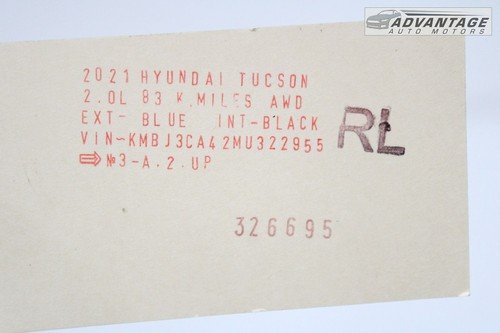 ADVANTAGE
AUTO MOTORS
2021 HYUNDAI TUCSON
2.0L 83 K.MILES AWD
EXT- BLUE INT-BLACK
VIN~KMBJ3CA42MU322955
⇨ №3-A.2.UP
RL
326695